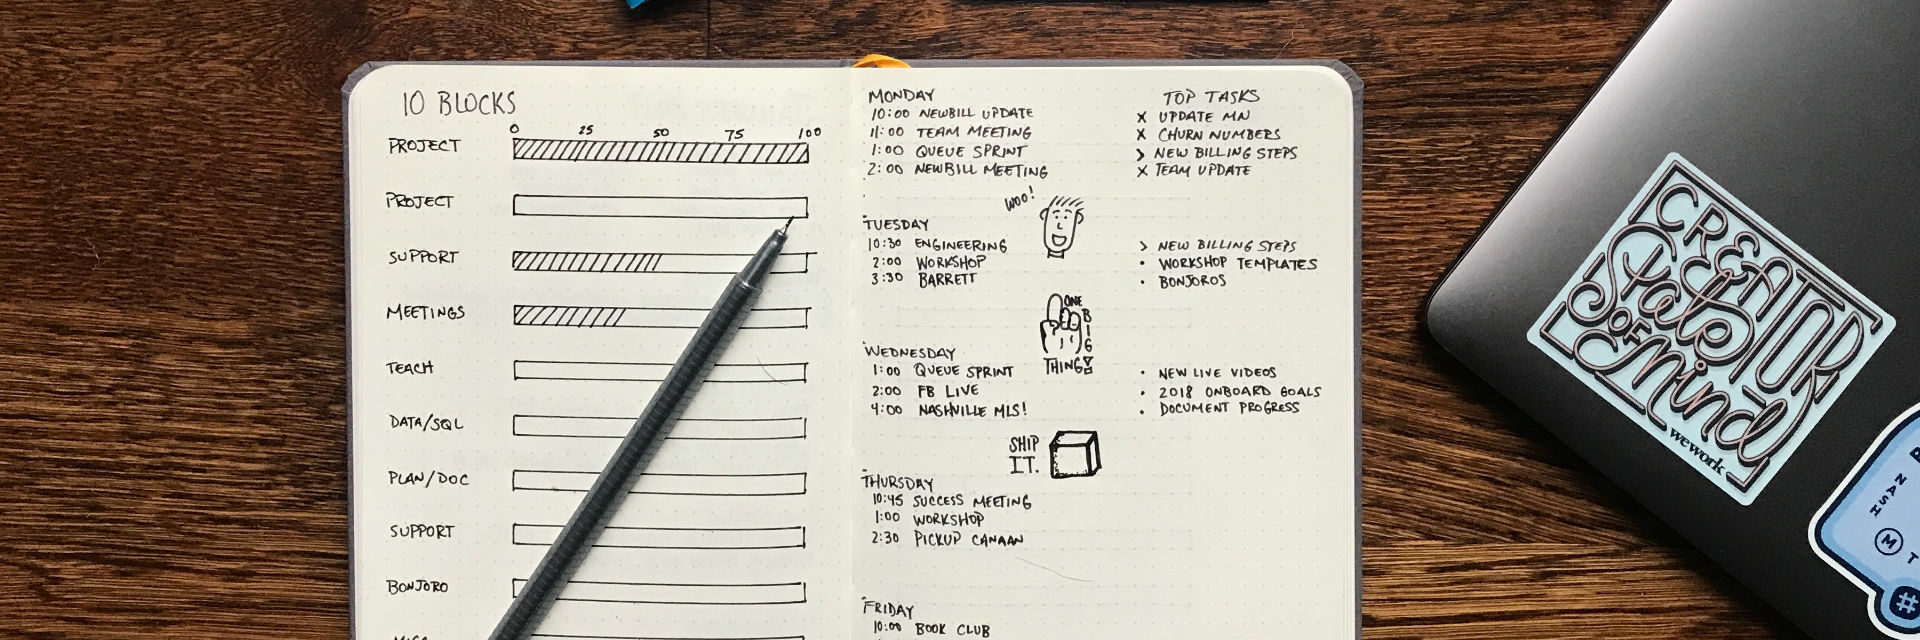 10 BLOCKS
0 25 50 75 100
PROJECT
PROJECT
SUPPORT
MEETINGS
TEACH
DATA/SQL
PLAN/DOC
SUPPORT
BONJORO
MONDAY
10:00 NEWBILL UPDATE
11:00 TEAM MEETING
1:00 QUEUE SPRINT
2:00 NEWBILL MEETING
TOP TASKS
X UPDATE MN
X CHURN NUMBERS
> NEW BILLING STEPS
X TEAM UPDATE
WOO!
TUESDAY
10:30 ENGINEERING
2:00 WORKSHOP
3:30 BARRETT
> NEW BILLING STEPS
• WORKSHOP TEMPLATES
• BONJOROS
ONE
BIG
THING
WEDNESDAY
1:00 QUEUE SPRINT
2:00 FB LIVE
4:00 NASHVILLE MLS!
• NEW LIVE VIDEOS
• 2018 ONBOARD GOALS
• DOCUMENT PROGRESS
SHIP
IT.
THURSDAY
10:45 SUCCESS MEETING
1:00 WORKSHOP
2:30 PICKUP CANAAN
FRIDAY
10:00 BOOK CLUB
CREATOR
State
OF
Mind
wework
NASH
M T
#